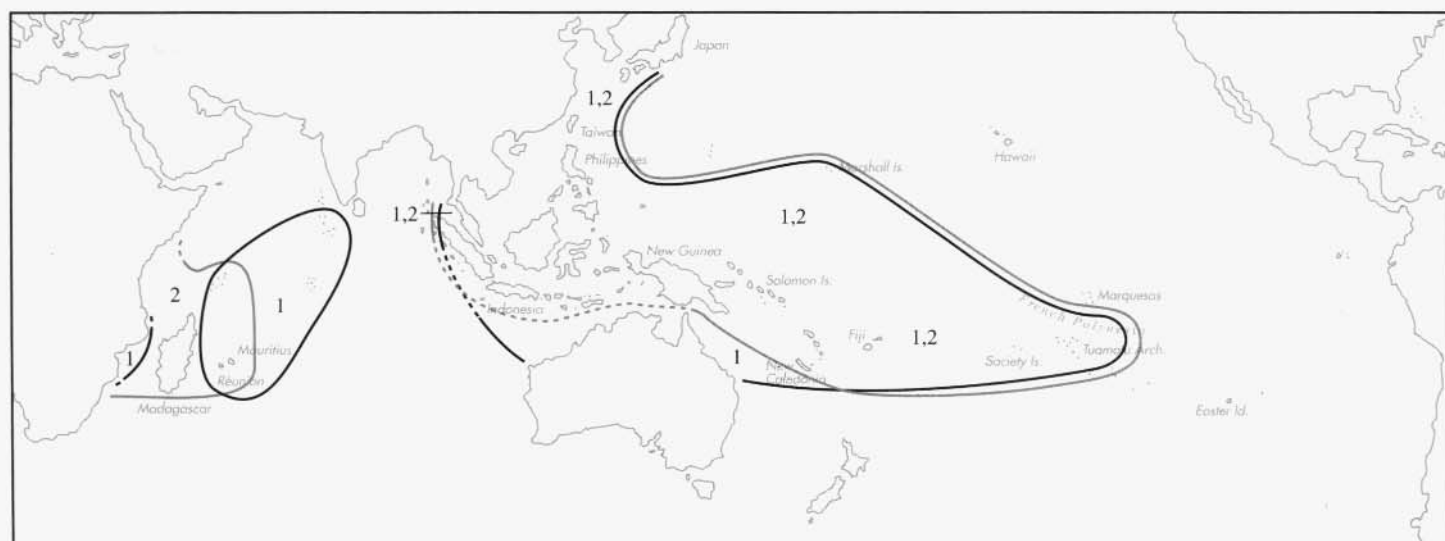 Japan
1,2
Taiwan
Hawaii
Philippines
Marshall Is.
1,2
1,2
New Guinea
Solomon Is.
2
1
Indonesia
Marquesas
French Polynesia
Fiji
1,2
1
Mauritius
Society Is.
Tuamotu Arch.
1
New
Caledonia
Réunion
Madagascar
Easter Id.